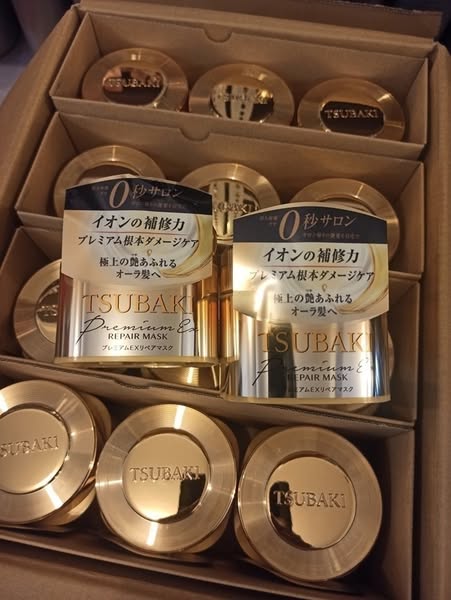 TSUBAKI
TSUBAKI
TSUBAKI
0秒サロン
イオンの補修力
プレミアム根本ダメージケア
極上の艶あふれる
オーラ髪へ
TSUBAKI
Premium Ex
REPAIR MASK
プレミアムEXリペアマスク
0秒サロン
イオンの補修力
プレミアム根本ダメージケア
極上の艶あふれる
オーラ髪へ
TSUBAKI
Premium E
REPAIR MASK
プレミアムEXリペアマスク
SUBAKI
TSUBAKI
TSUBAKI